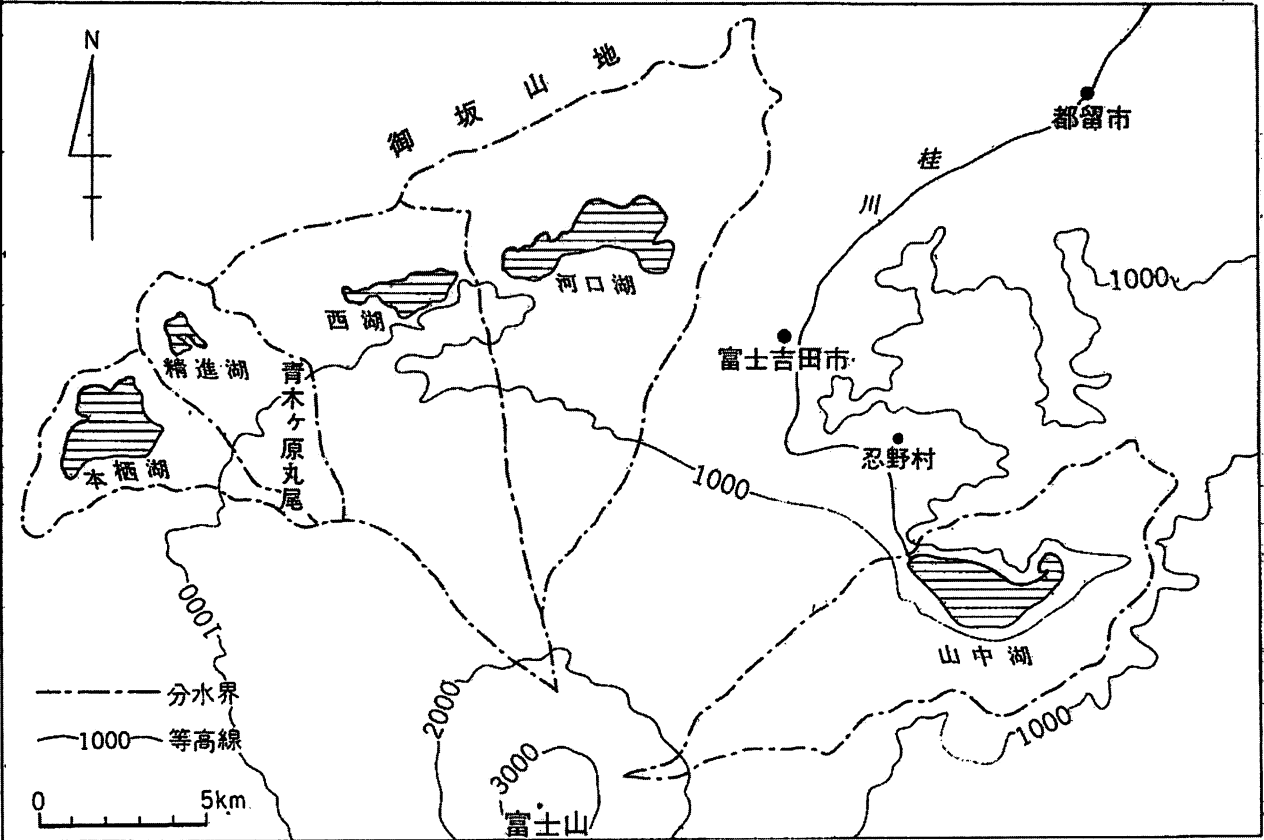 N
御坂山地
都留市
桂川
1000
河口湖
西湖
富士吉田市
精進湖
青木ヶ原丸尾
忍野村
本栖湖
1000
1000
山中湖
分水界
2000
1000
1000 等高線
3000
0 5km
富士山